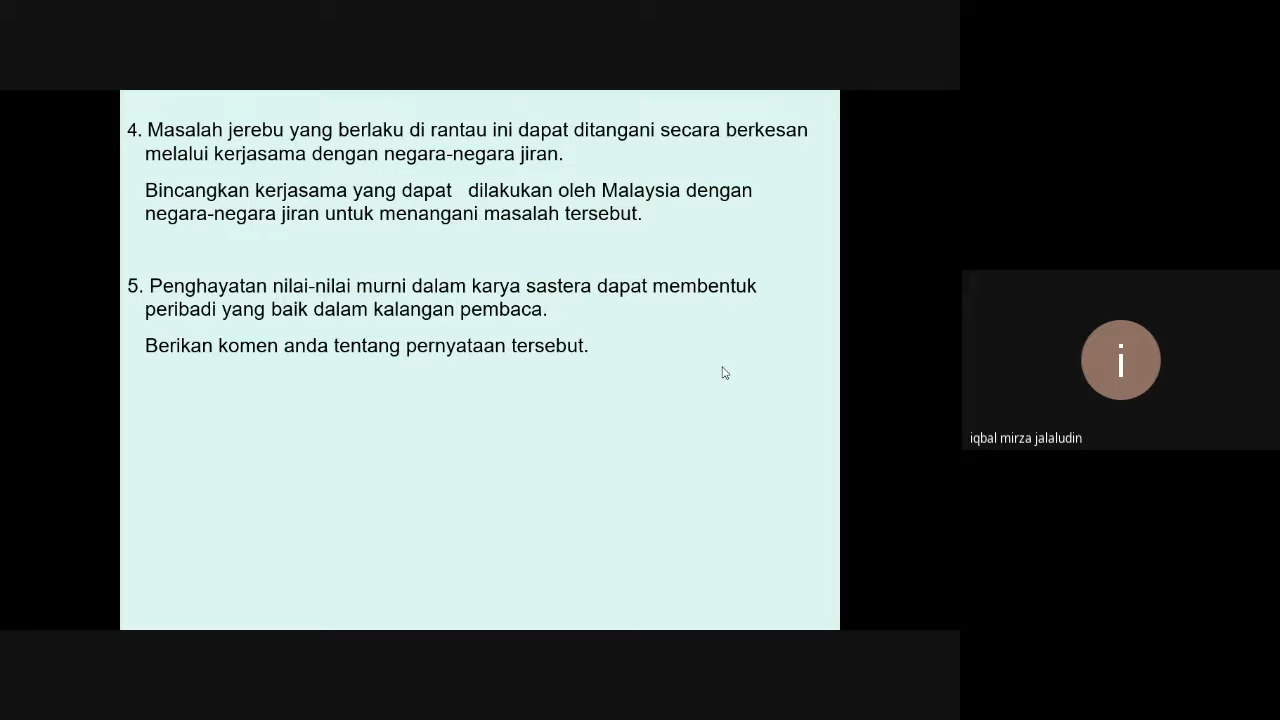 4. Masalah jerebu yang berlaku di rantau ini dapat ditangani secara berkesan
melalui kerjasama dengan negara-negara jiran.
Bincangkan kerjasama yang dapat   dilakukan oleh Malaysia dengan
negara-negara jiran untuk menangani masalah tersebut.
5. Penghayatan nilai-nilai murni dalam karya sastera dapat membentuk
peribadi yang baik dalam kalangan pembaca.
Berikan komen anda tentang pernyataan tersebut.
i
iqbal mirza jalaludin